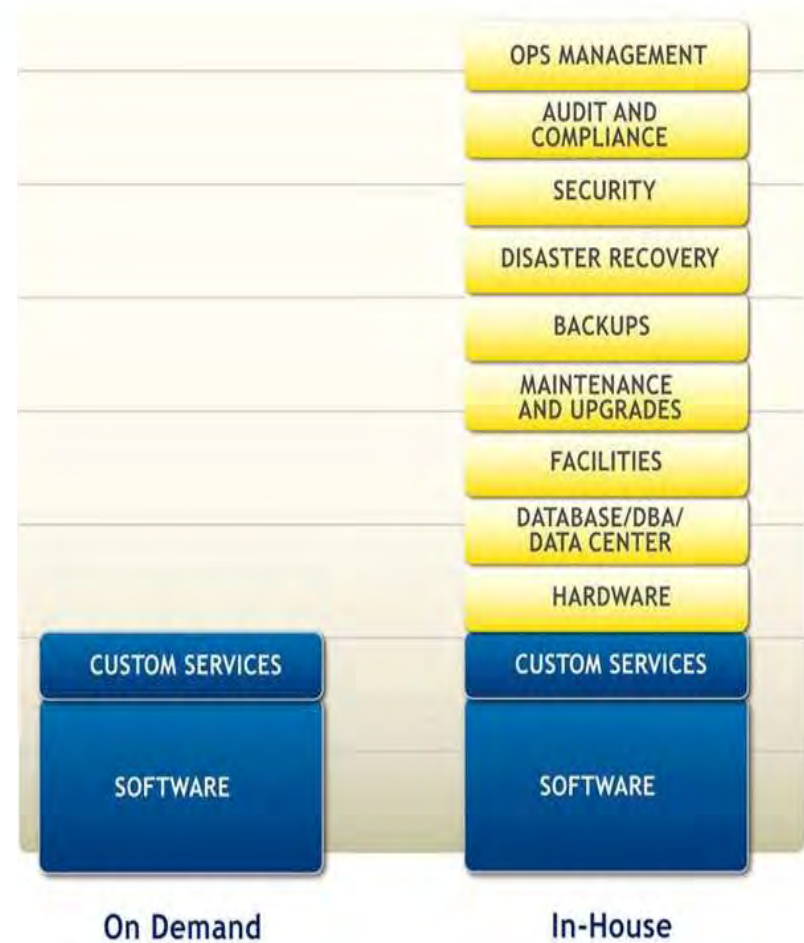 OPS MANAGEMENT
AUDIT AND
COMPLIANCE
SECURITY
DISASTER RECOVERY
BACKUPS
MAINTENANCE
AND UPGRADES
FACILITIES
DATABASE/DBA/
DATA CENTER
HARDWARE
CUSTOM SERVICES
CUSTOM SERVICES
SOFTWARE
SOFTWARE
On Demand
In-House